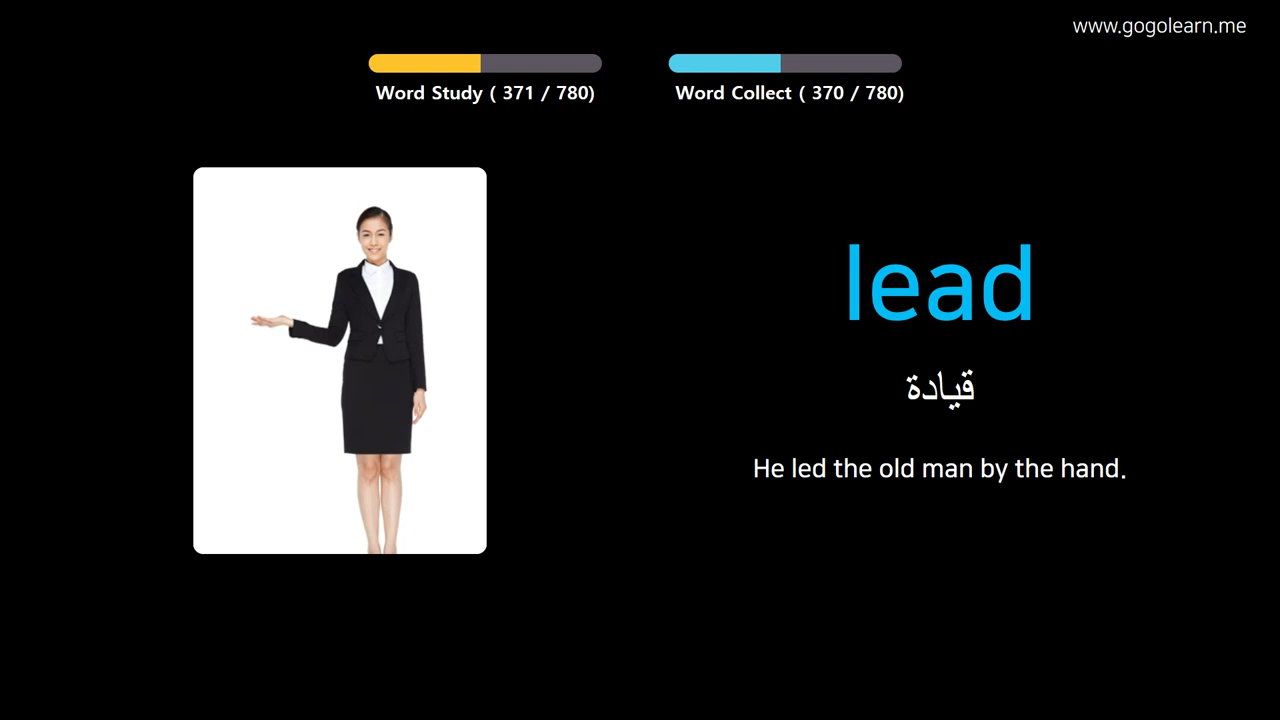 www.gogolearn.me
Word Study ( 371 / 780)
Word Collect ( 370 / 780)
lead
قيادة
He led the old man by the hand.